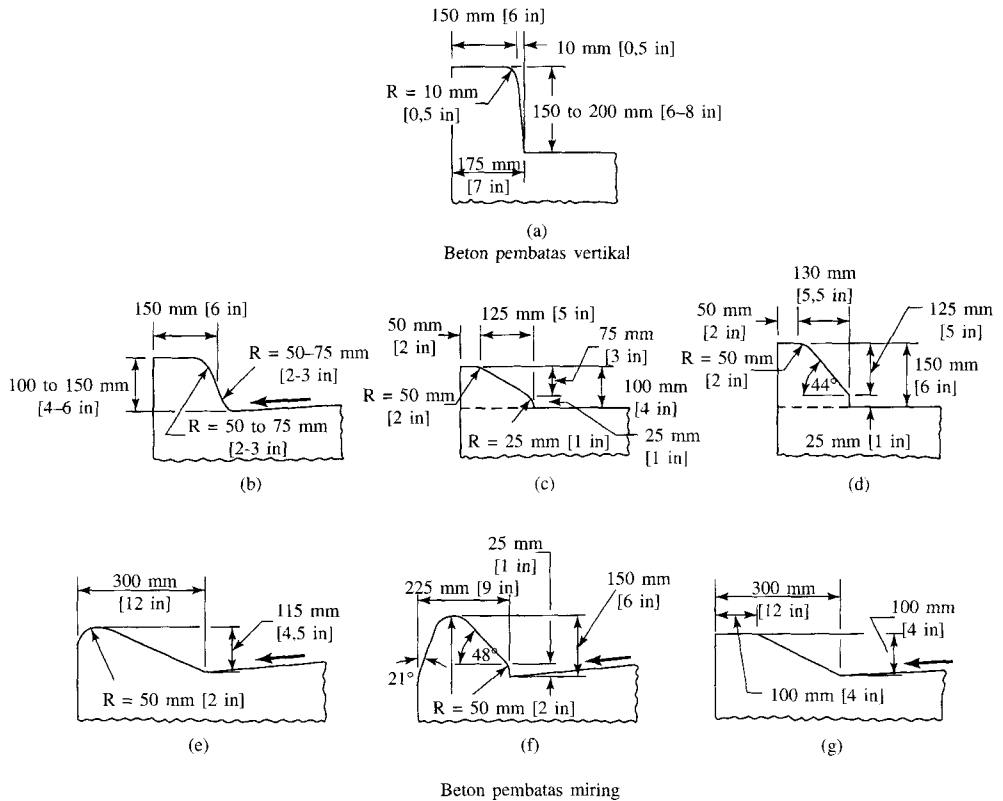 150 mm [6 in]
10 mm [0,5 in]
R = 10 mm
[0,5 in]
150 to 200 mm [6–8 in]
175 mm
[7 in]
(a)
Beton pembatas vertikal
150 mm [6 in]
R = 50–75 mm
[2-3 in]
100 to 150 mm
[4–6 in]
R = 50 to 75 mm
[2-3 in]
(b)
50 mm
[2 in]
125 mm [5 in]
75 mm
[3 in]
R = 50 mm
[2 in]
100 mm
[4 in]
R = 25 mm [1 in]
25 mm
[1 in]
(c)
130 mm
[5,5 in]
50 mm
[2 in]
125 mm
[5 in]
R = 50 mm
[2 in]
44°
150 mm
[6 in]
25 mm [1 in]
(d)
300 mm
[12 in]
115 mm
[4,5 in]
R = 50 mm [2 in]
(e)
25 mm
[1 in]
225 mm [9 in]
150 mm
[6 in]
48°
21°
R = 50 mm [2 in]
(f)
300 mm
[12 in]
100 mm
[4 in]
100 mm [4 in]
(g)
Beton pembatas miring